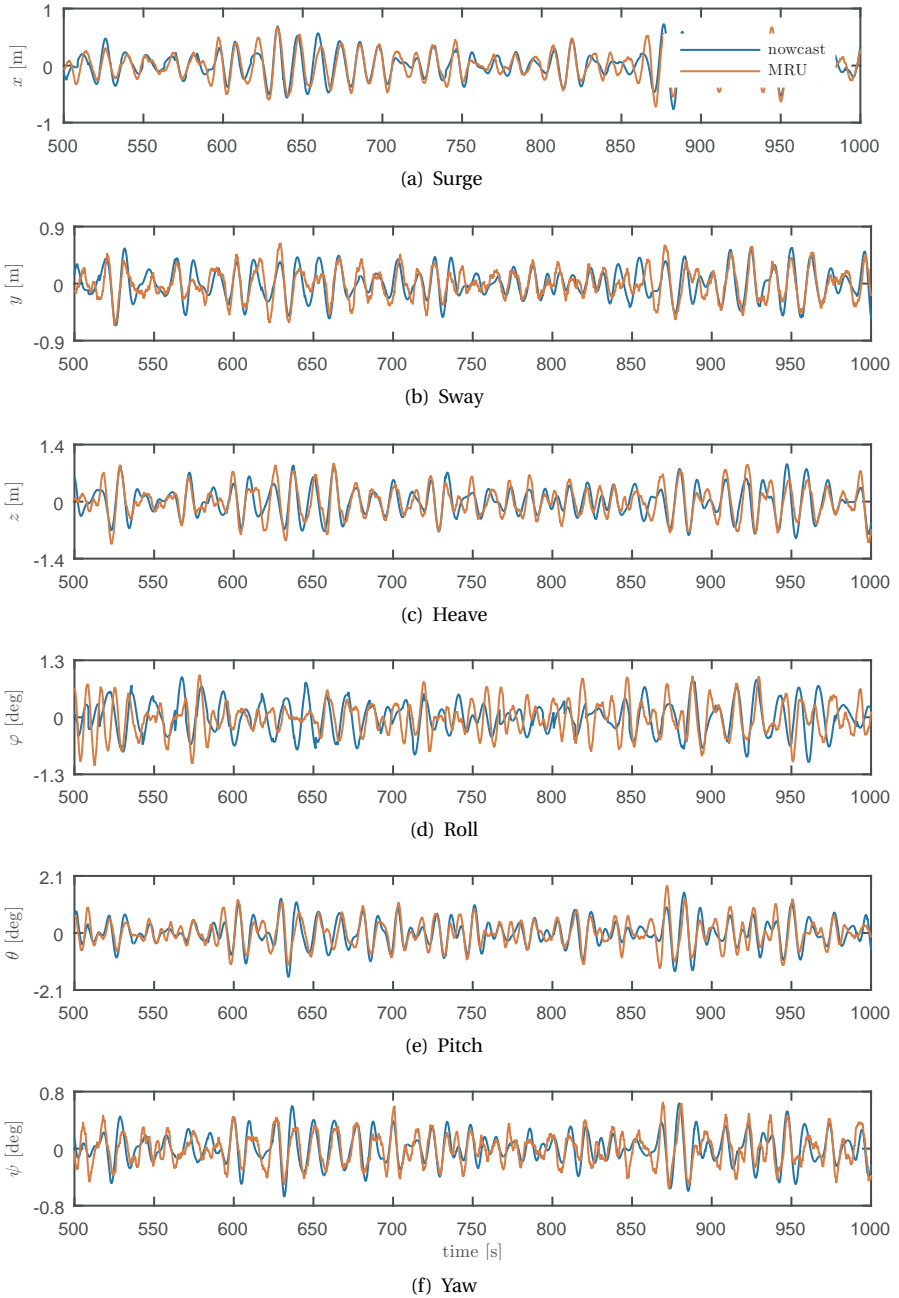 1
nowcast
x [m]
0
MRU
-1
500 550 600 650 700 750 800 850 900 950 1000
(a) Surge
0.9
y [m]
0
-0.9
500 550 600 650 700 750 800 850 900 950 1000
(b) Sway
1.4
z [m]
0
-1.4
500 550 600 650 700 750 800 850 900 950 1000
(c) Heave
1.3
φ [deg]
0
-1.3
500 550 600 650 700 750 800 850 900 950 1000
(d) Roll
2.1
θ [deg]
0
-2.1
500 550 600 650 700 750 800 850 900 950 1000
(e) Pitch
0.8
ψ [deg]
0
-0.8
500 550 600 650 700 750 800 850 900 950 1000
time [s]
(f) Yaw